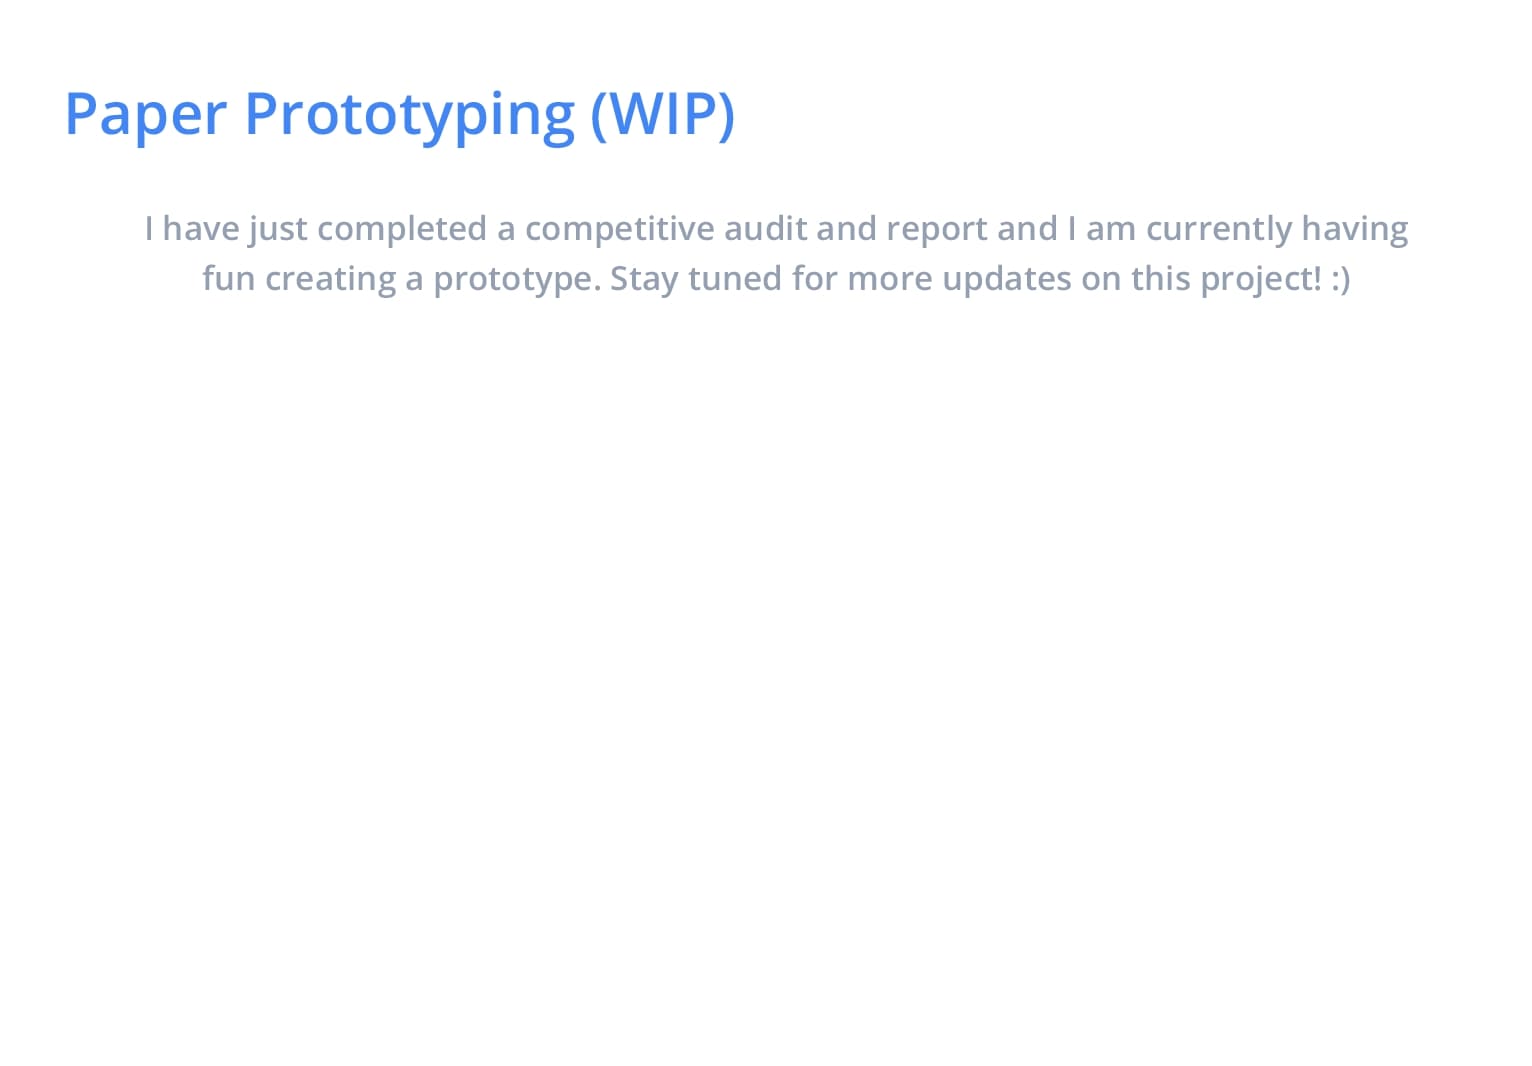 Paper Prototyping (WIP)
I have just completed a competitive audit and report and I am currently having
fun creating a prototype. Stay tuned for more updates on this project! :)